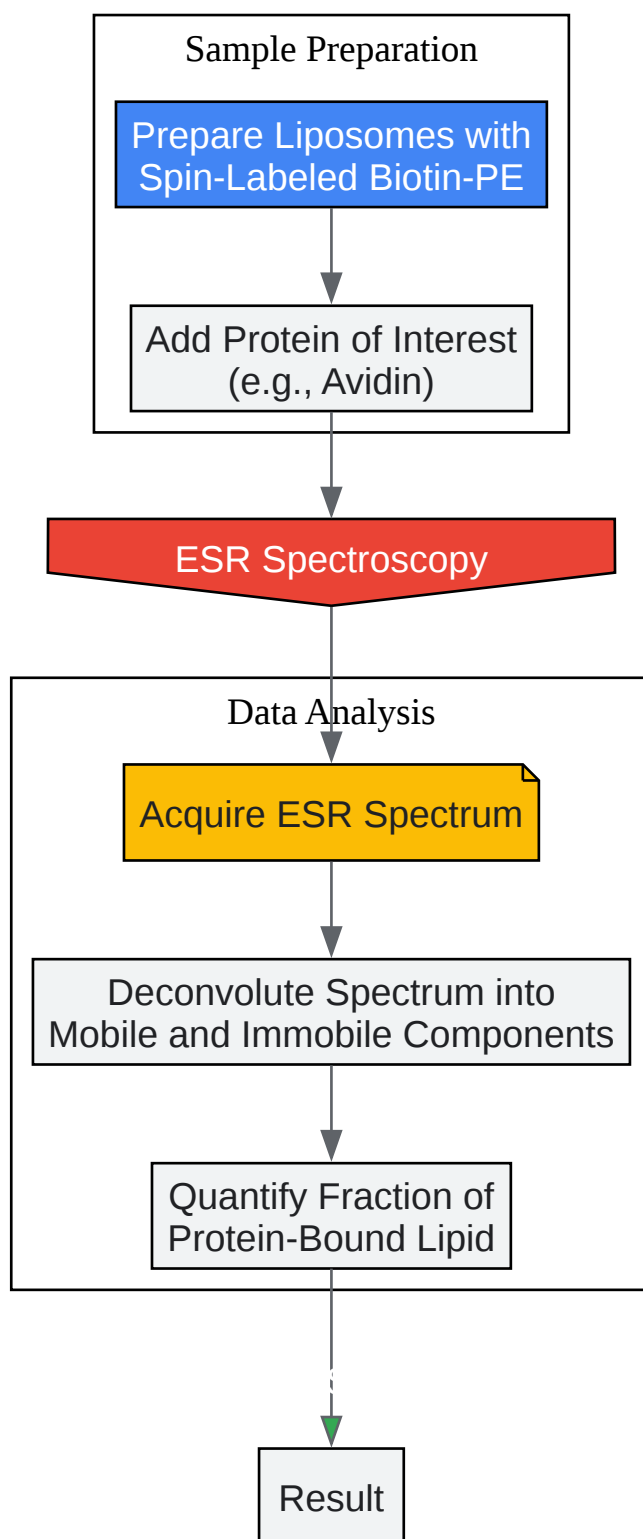 Sample Preparation
Prepare Liposomes with
Spin-Labeled Biotin-PE
Add Protein of Interest
(e.g., Avidin)
ESR Spectroscopy
Data Analysis
Acquire ESR Spectrum
Deconvolute Spectrum into
Mobile and Immobile Components
Quantify Fraction of
Protein-Bound Lipid
Result